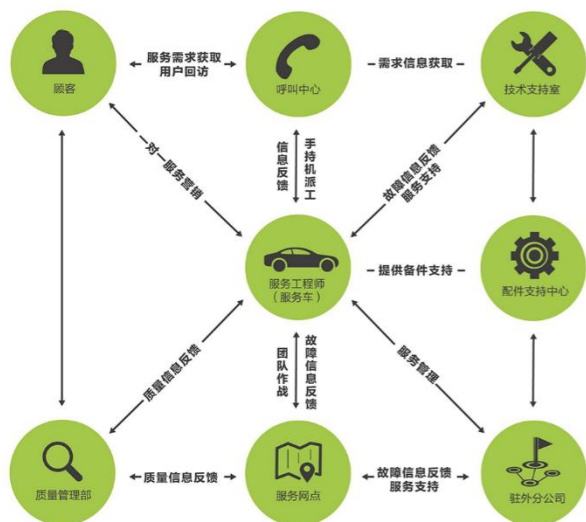 服务需求获取
用户回访
需求信息获取
顾客
呼叫中心
技术支持室
对一服务营销
信息反馈
手持机派工
故障信息反馈
服务支持
服务工程师
（服务车）
提供备件支持
配件支持中心
质量信息反馈
团队作战
故障信息反馈
服务管理
质量管理部
质量信息反馈
服务网点
故障信息反馈
服务支持
驻外分公司